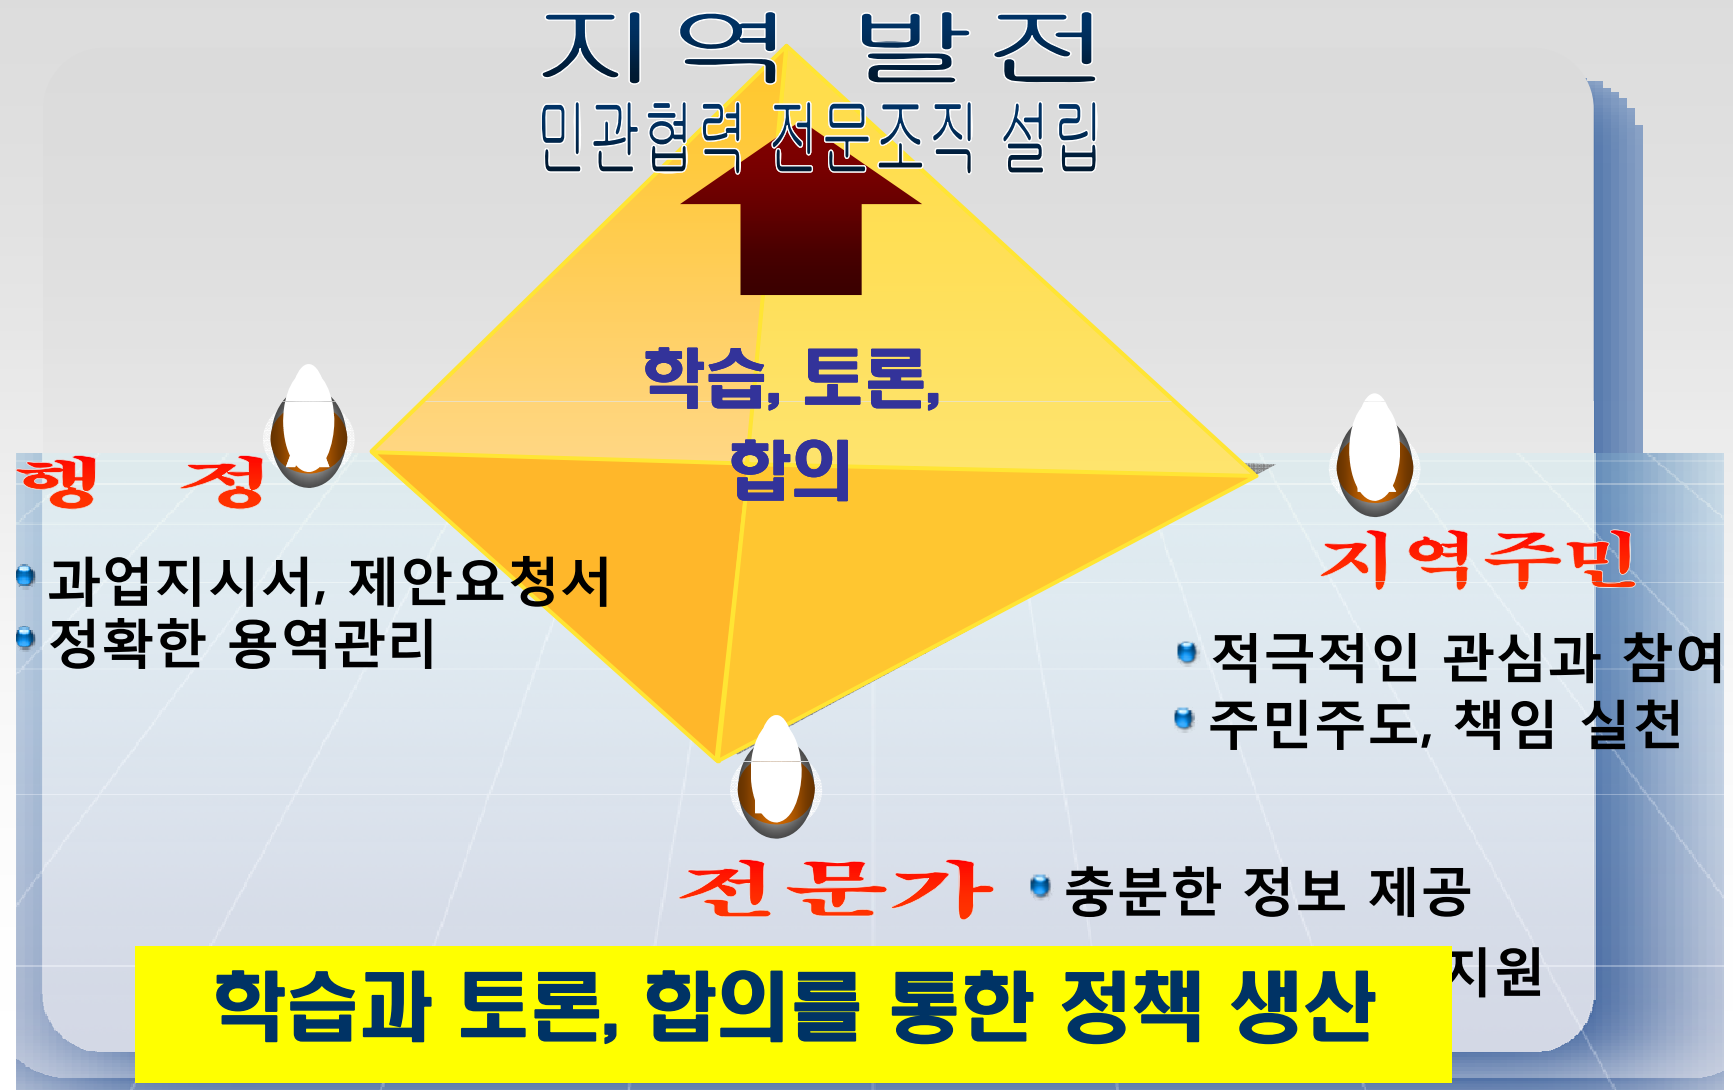 지역 발전
민관협력 전문조직 설립
학습, 토론,
합의
행 정
과업지시서, 제안요청서
정확한 용역관리
지역주민
적극적인 관심과 참여
주민주도, 책임 실천
전문가
충분한 정보 제공
지원
학습과 토론, 합의를 통한 정책 생산